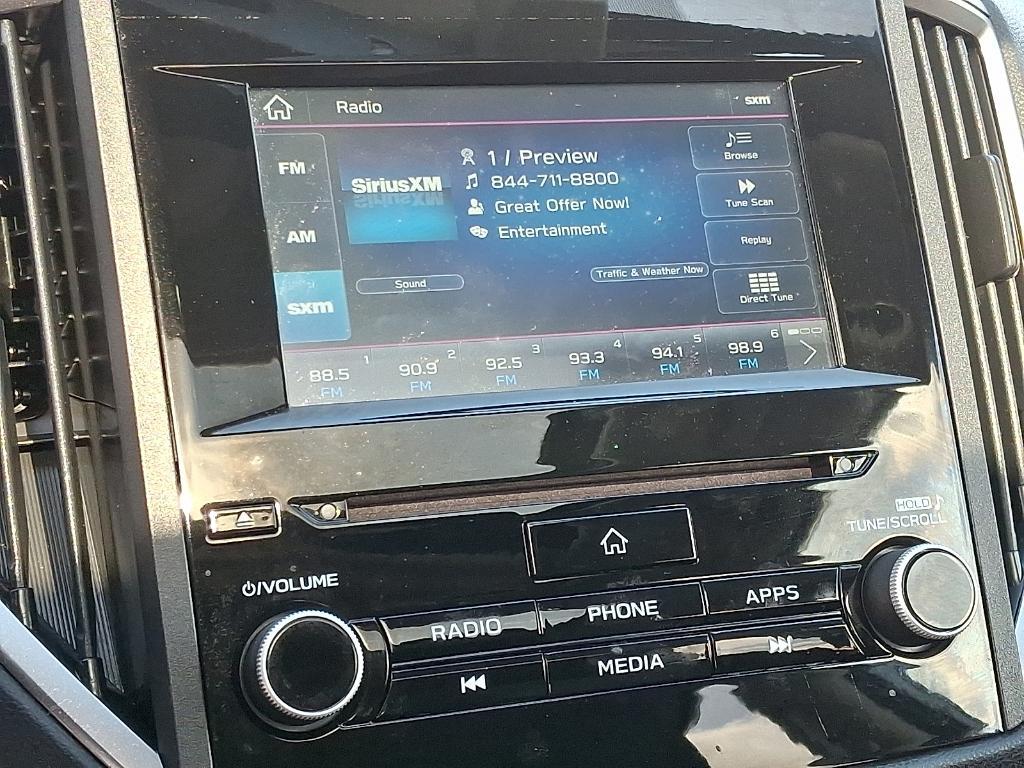 Radio
sxm
FM
AM
sxm
SiriusXM
1 / Preview
844-711-8800
Great Offer Now!
Entertainment
Sound
Traffic & Weather Now
Browse
Tune Scan
Replay
Direct Tune
1
88.5
FM
2
90.9
FM
3
92.5
FM
4
93.3
FM
5
94.1
FM
6
98.9
FM
HOLD
TUNE/SCROLL
/VOLUME
RADIO
PHONE
APPS
MEDIA